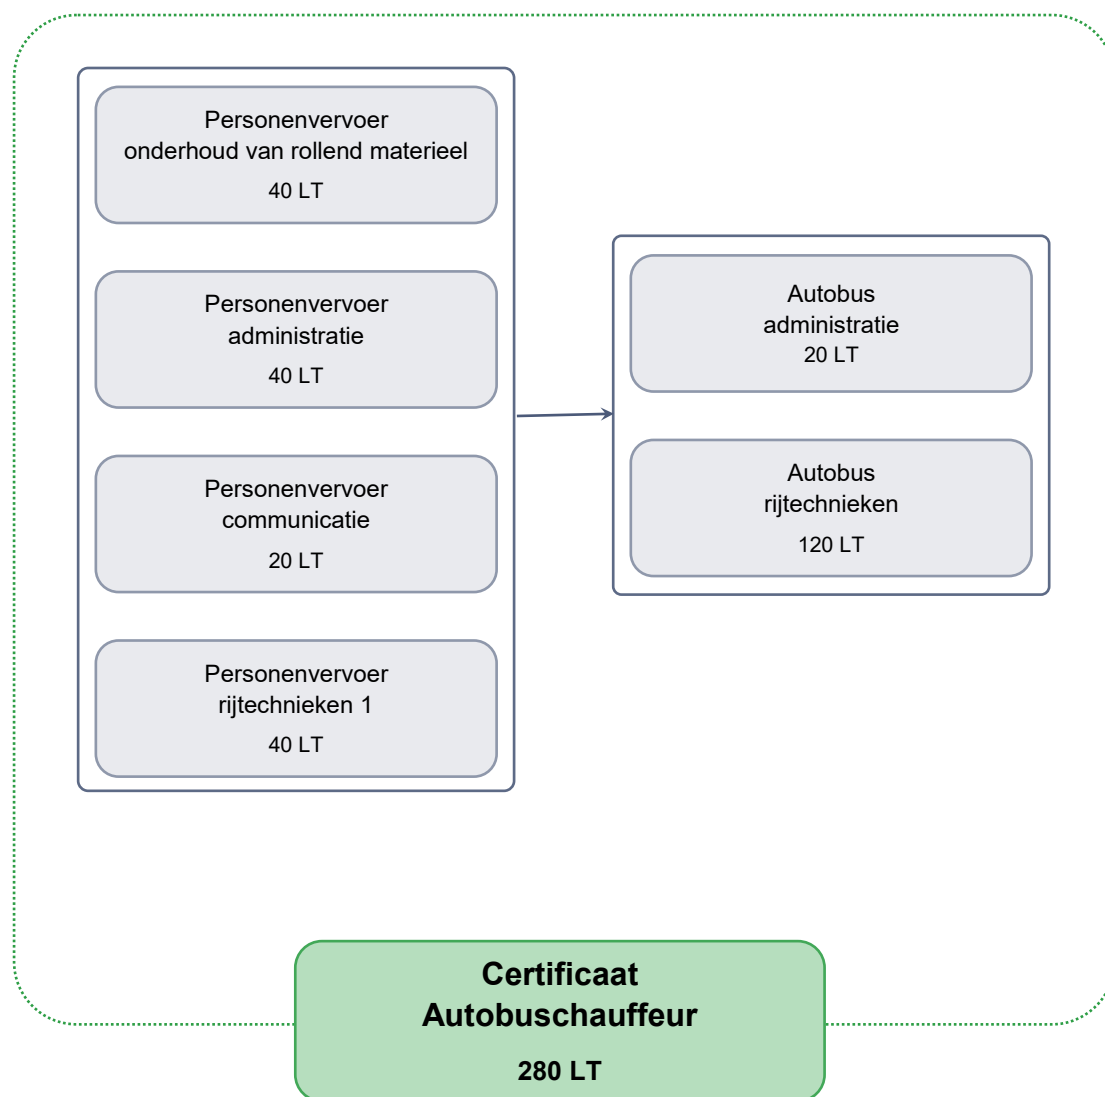 Personenvervoer
onderhoud van rollend materieel
40 LT
Personenvervoer
administratie
40 LT
Personenvervoer
communicatie
20 LT
Personenvervoer
rijtechnieken 1
40 LT
Autobus
administratie
20 LT
Autobus
rijtechnieken
120 LT
Certificaat
Autobuschauffeur
280 LT